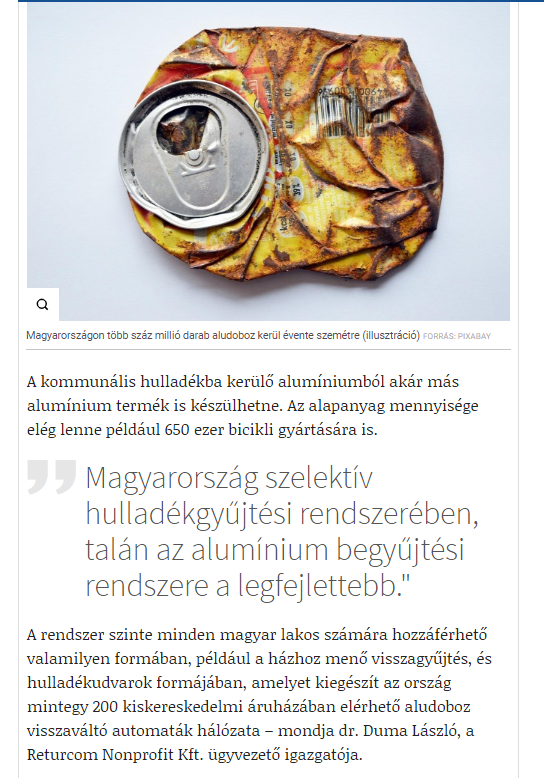 Magyarországon több száz millió darab aludoboz kerül évente szemétre (illusztráció) FORRÁS: PIXABAY
A kommunális hulladékba kerülő alumíniumból akár más
alumínium termék is készülhetne. Az alapanyag mennyisége
elég lenne például 650 ezer bicikli gyártására is.
Magyarország szelektív
hulladékgyűjtési rendszerében,
talán az alumínium begyűjtési
rendszere a legfejlettebb."
A rendszer szinte minden magyar lakos számára hozzáférhető
valamilyen formában, például a házhoz menő visszagyűjtés, és
hulladékudvarok formájában, amelyet kiegészít az ország
mintegy 200 kiskereskedelmi áruházában elérhető aludoboz
visszaváltó automaták hálózata – mondja dr. Duma László, a
Returcom Nonprofit Kft. ügyvezető igazgatója.